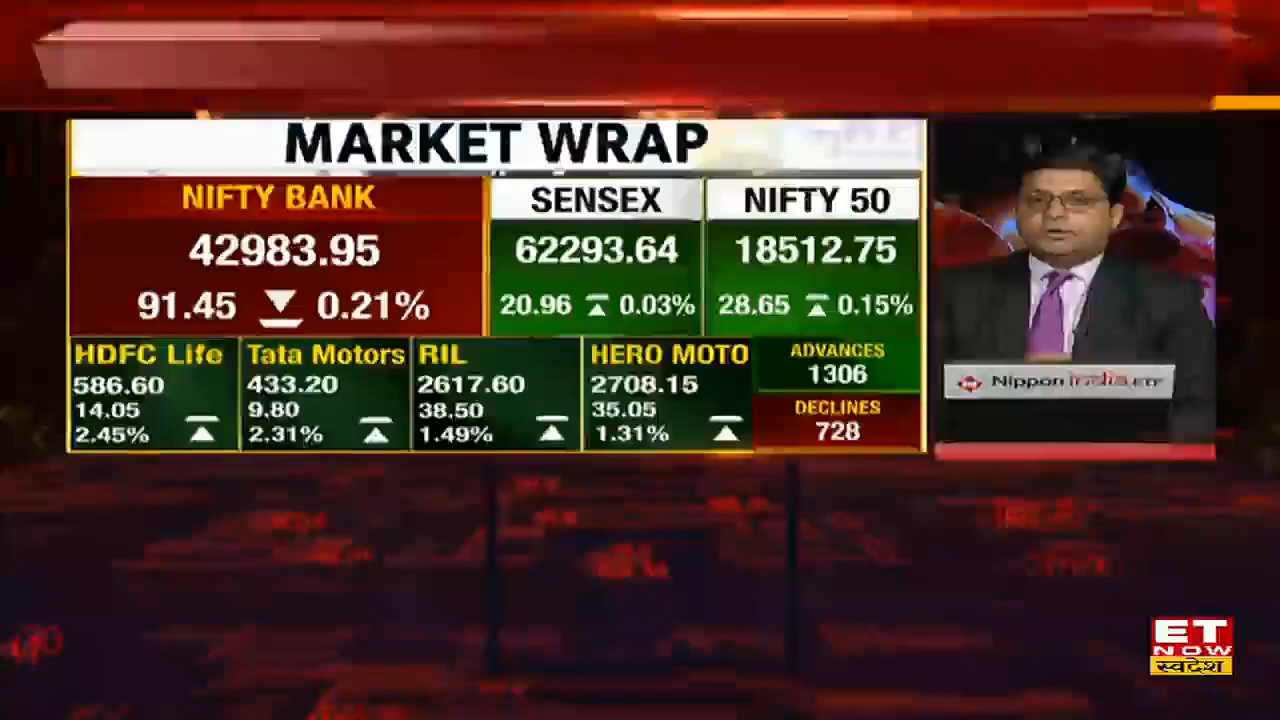 MARKET WRAP
NIFTY BANK
42983.95
91.45 0.21%
SENSEX
62293.64
20.96 0.03%
NIFTY 50
18512.75
28.65 0.15%
HDFC Life
586.60
14.05
2.45%
Tata Motors
433.20
9.80
2.31%
RIL
2617.60
38.50
1.49%
HERO MOTO
2708.15
35.05
1.31%
ADVANCES
1306
DECLINES
728
Nippon india ETF
ET
NOW
स्वदेश